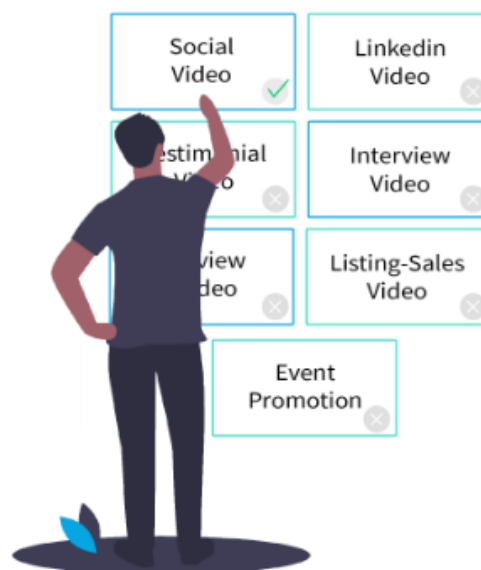 Social
Video
Linkedin
Video
Interview
Video
Listing-Sales
Video
Event
Promotion